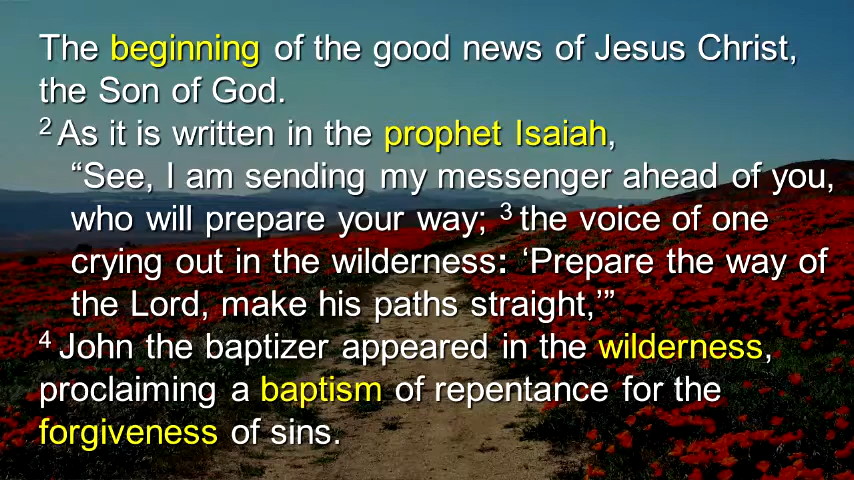 The beginning of the good news of Jesus Christ,
the Son of God.
2 As it is written in the prophet Isaiah,
“See, I am sending my messenger ahead of you,
who will prepare your way; 3 the voice of one
crying out in the wilderness: ‘Prepare the way of
the Lord, make his paths straight,’”
4 John the baptizer appeared in the wilderness,
proclaiming a baptism of repentance for the
forgiveness of sins.